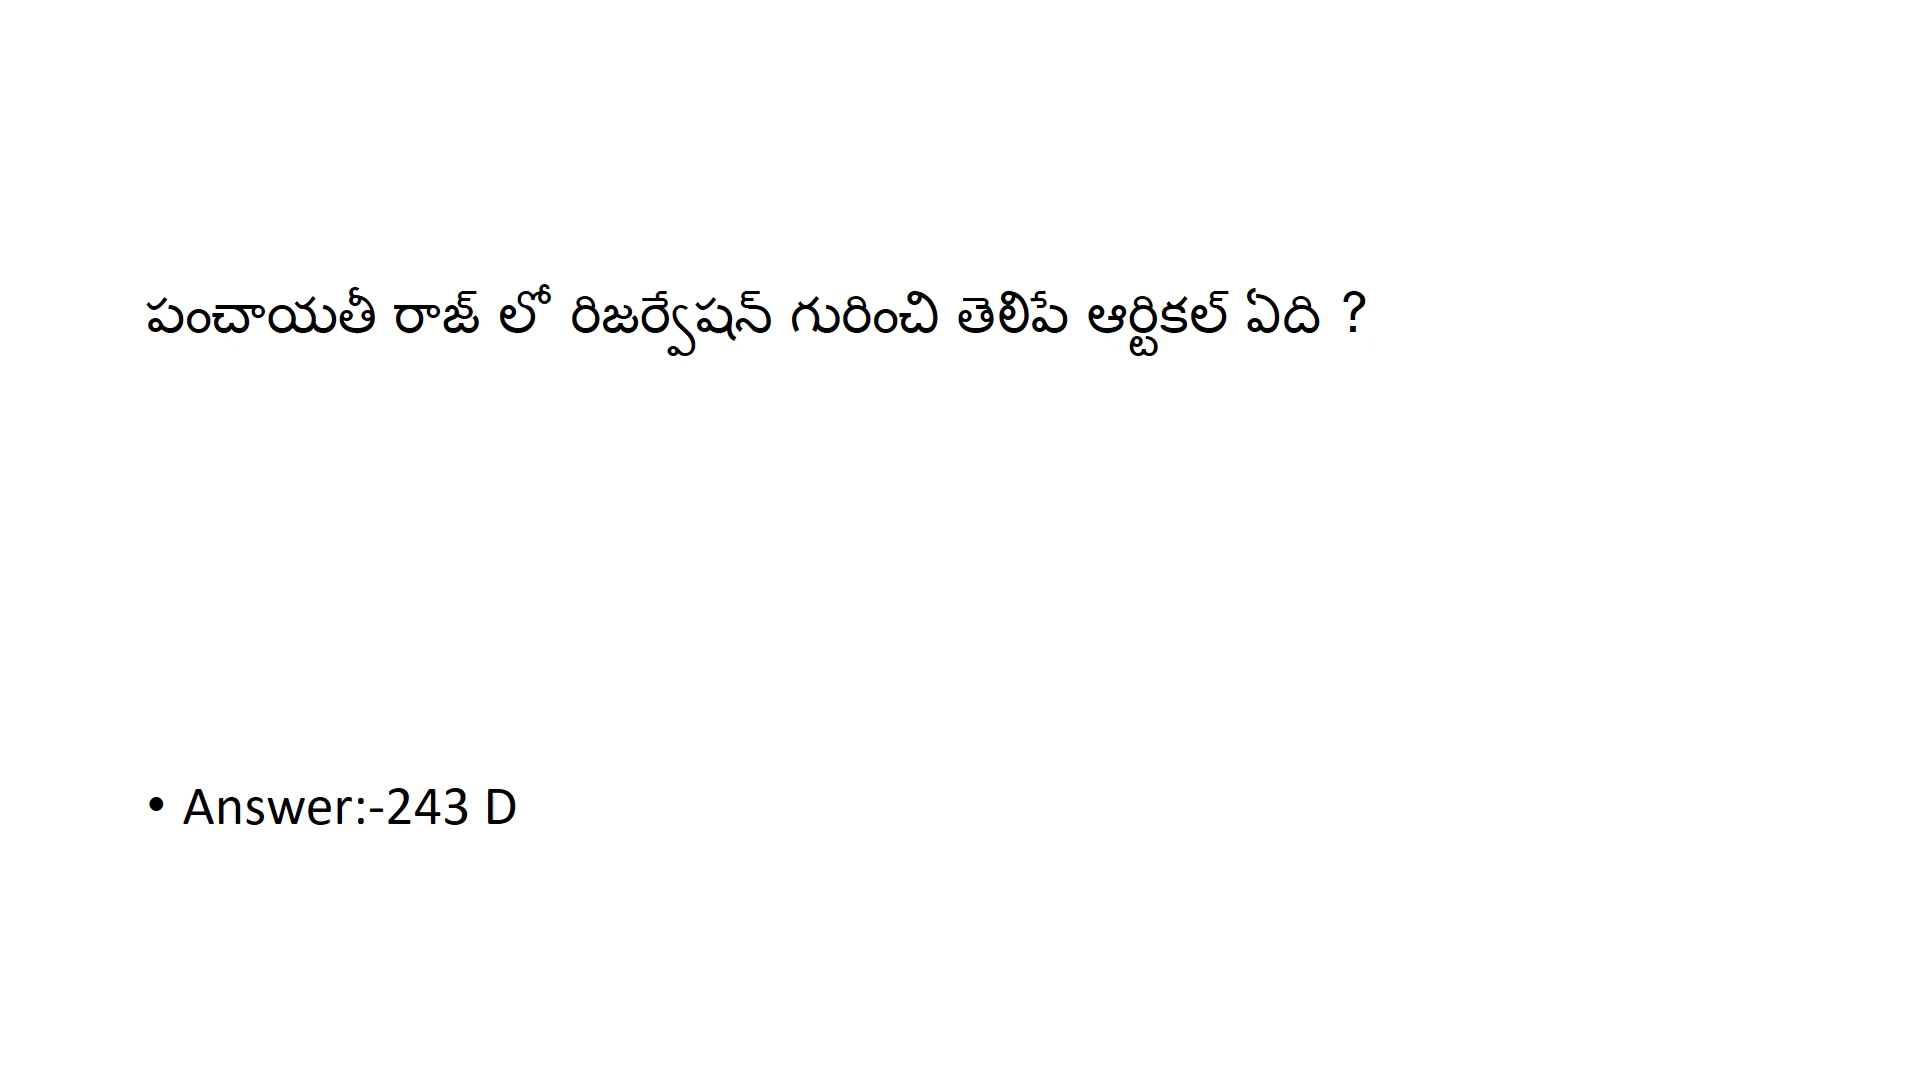 పంచాయతీ రాజ్ లో రిజర్వేషన్ గురించి తెలిపే ఆర్టికల్ ఏది ?
• Answer:-243 D